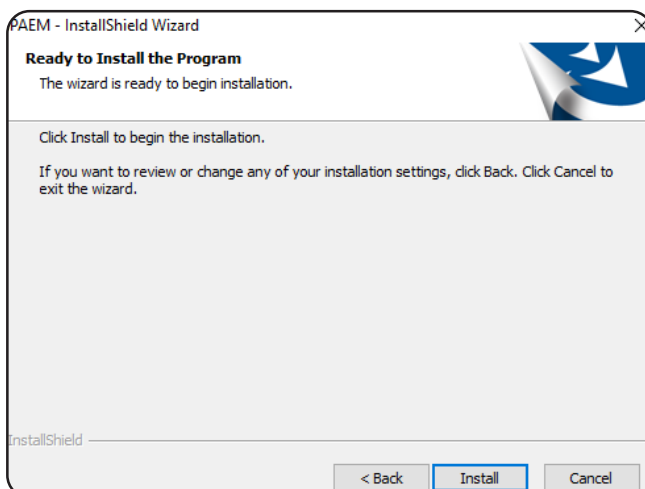 PAEM - InstallShield Wizard
Ready to Install the Program
The wizard is ready to begin installation.
Click Install to begin the installation.
If you want to review or change any of your installation settings, click Back. Click Cancel to
exit the wizard.
InstallShield
< Back Install Cancel